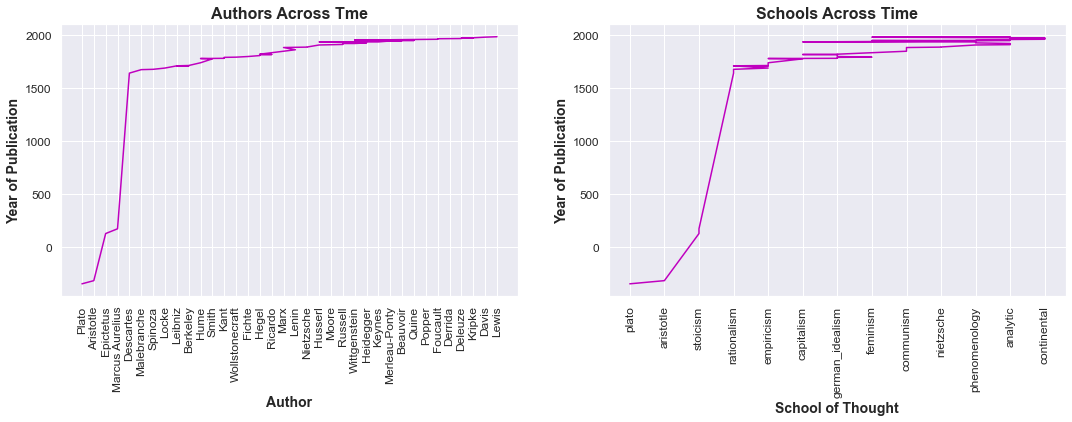 Authors Across Tme
Year of Publication
2000
1500
1000
500
0
Plato
Aristotle
Epictetus
Marcus Aurelius
Descartes
Malebranche
Spinoza
Locke
Leibniz
Berkeley
Hume
Smith
Kant
Wollstonecraft
Fichte
Hegel
Ricardo
Marx
Lenin
Nietzsche
Husserl
Moore
Russell
Wittgenstein
Heidegger
Keynes
Merleau-Ponty
Beauvoir
Quine
Popper
Foucault
Derrida
Deleuze
Kripke
Davis
Lewis
Author
Schools Across Time
Year of Publication
2000
1500
1000
500
0
plato
aristotle
stoicism
rationalism
empiricism
capitalism
german_idealism
feminism
communism
nietzsche
phenomenology
analytic
continental
School of Thought